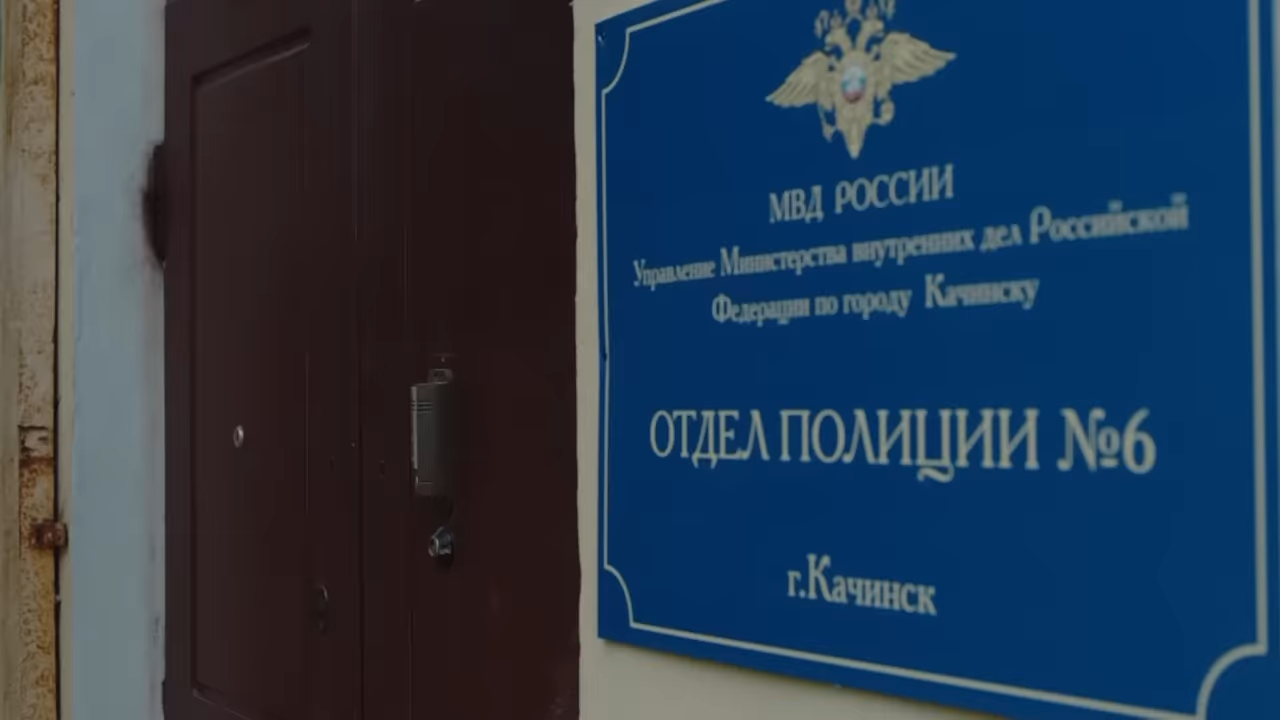 МВД РОССИИ
Управление Министерства внутренних дел Российской
Федерации по городу Качинску
ОТДЕЛ ПОЛИЦИИ №6
г.Качинск